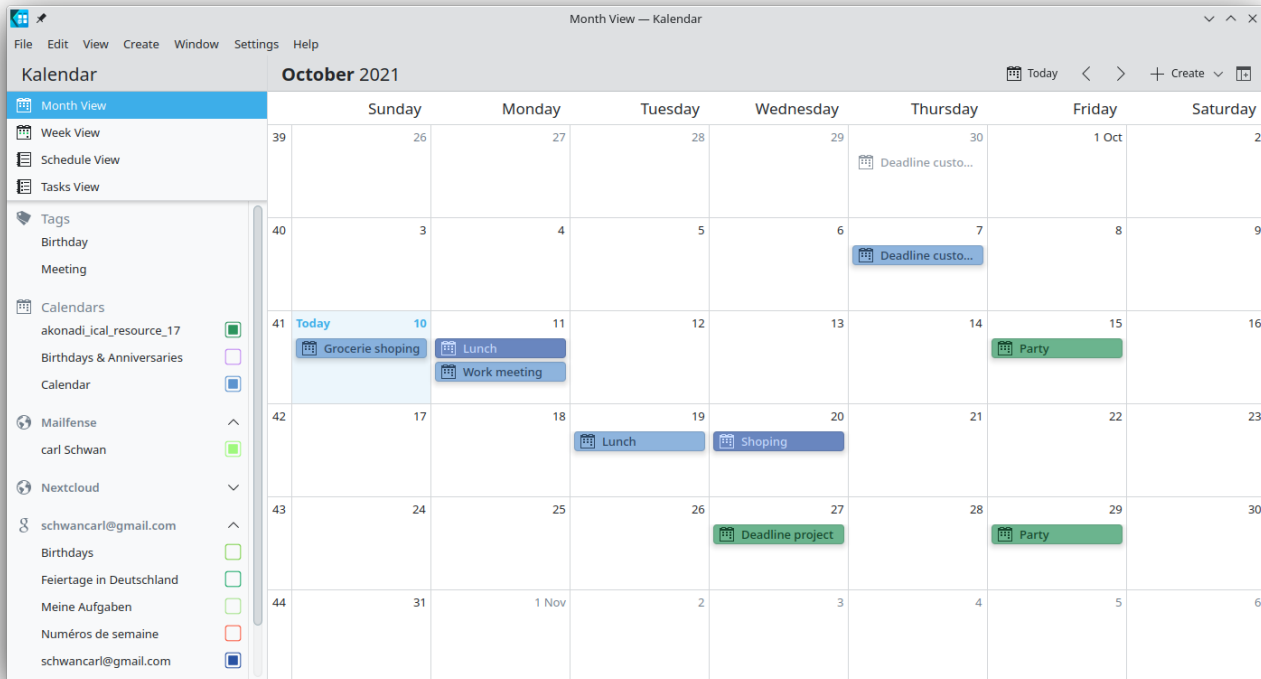 Month View — Kalendar
File Edit View Create Window Settings Help
Kalendar
October 2021
Today
Create
Month View
Week View
Schedule View
Tasks View
Tags
Birthday
Meeting
Calendars
akonadi_ical_resource_17
Birthdays & Anniversaries
Calendar
Mailfense
carl Schwan
Nextcloud
schwancarl@gmail.com
Birthdays
Feiertage in Deutschland
Meine Aufgaben
Numéros de semaine
schwancarl@gmail.com
Sunday Monday Tuesday Wednesday Thursday Friday Saturday
39 26 27 28 29 30 1 Oct 2
Deadline custo...
40 3 4 5 6 7 8 9
Deadline custo...
41 Today 10 11 12 13 14 15 16
Grocerie shoping Lunch Party
Work meeting
42 17 18 19 20 21 22 23
Lunch Shoping
43 24 25 26 27 28 29 30
Deadline project Party
44 31 1 Nov 2 3 4 5 6